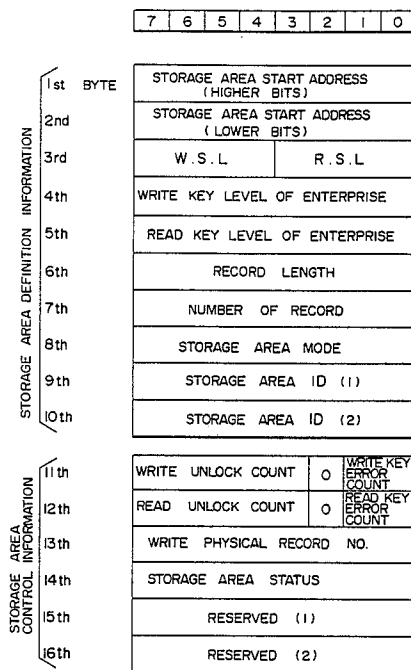 7 6 5 4 3 2 1 0
STORAGE AREA DEFINITION INFORMATION
1st BYTE STORAGE AREA START ADDRESS
(HIGHER BITS)
2nd STORAGE AREA START ADDRESS
(LOWER BITS)
3rd W.S.L R.S.L
4th WRITE KEY LEVEL OF ENTERPRISE
5th READ KEY LEVEL OF ENTERPRISE
6th RECORD LENGTH
7th NUMBER OF RECORD
8th STORAGE AREA MODE
9th STORAGE AREA ID (1)
10th STORAGE AREA ID (2)
STORAGE AREA
CONTROL INFORMATION
11th WRITE UNLOCK COUNT 0 WRITE KEY
ERROR
COUNT
12th READ UNLOCK COUNT 0 READ KEY
ERROR
COUNT
13th WRITE PHYSICAL RECORD NO.
14th STORAGE AREA STATUS
15th RESERVED (1)
16th RESERVED (2)